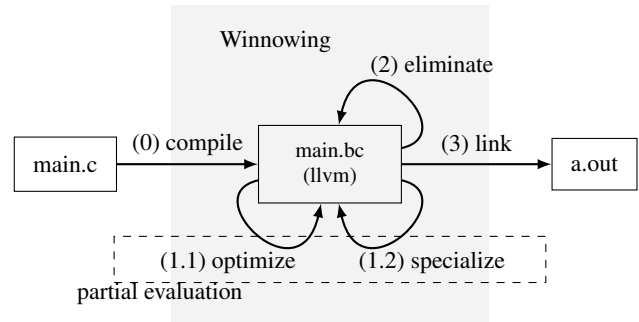 Winnowing
(2) eliminate
(0) compile
(3) link
main.c
main.bc
(llvm)
a.out
(1.1) optimize
(1.2) specialize
partial evaluation